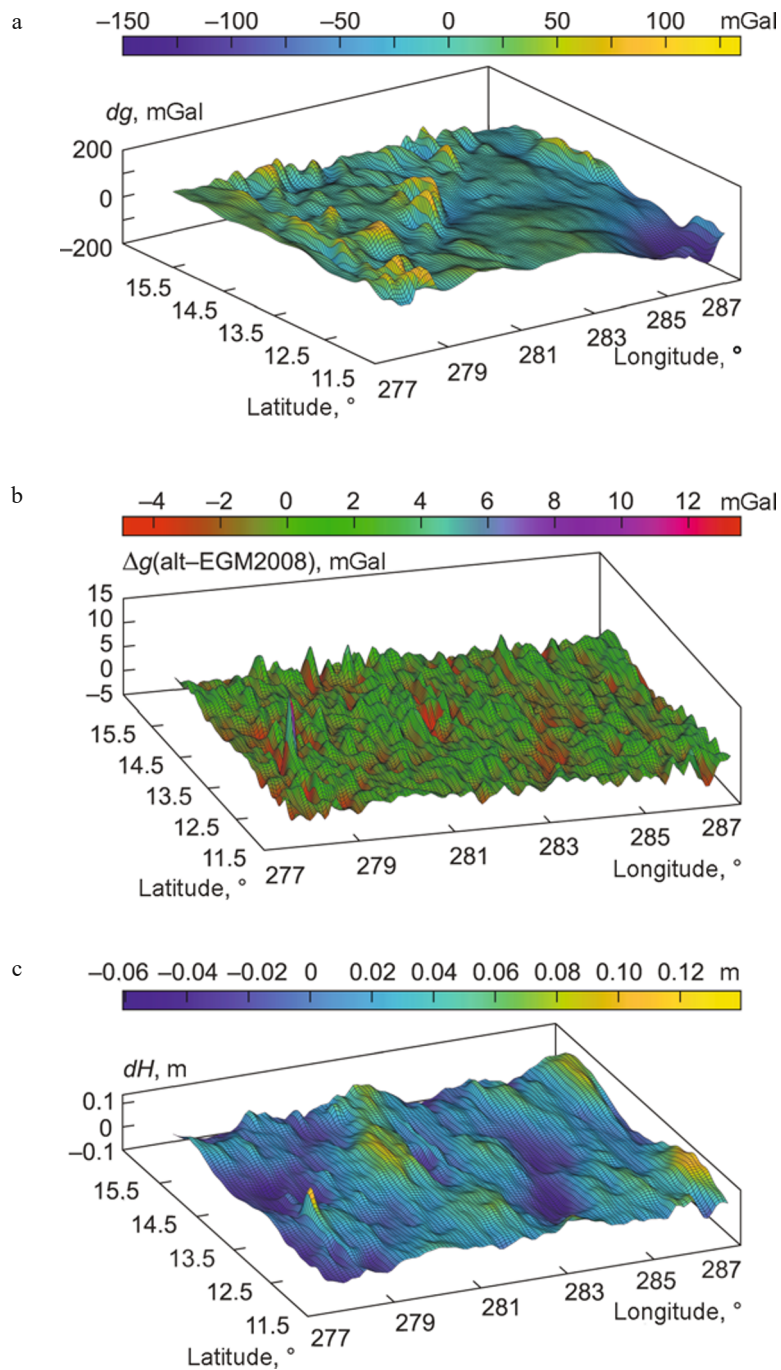 a
–150 –100 –50 0 50 100 mGal
dg, mGal
200
0
–200
15.5
14.5
13.5
12.5
11.5
Latitude, °
277
279
281
283
285
287
Longitude, °
b
–4 –2 0 2 4 6 8 10 12 mGal
Δg(alt–EGM2008), mGal
15
10
5
0
–5
15.5
14.5
13.5
12.5
11.5
Latitude, °
277
279
281
283
285
287
Longitude, °
c
–0.06 –0.04 –0.02 0 0.02 0.04 0.06 0.08 0.10 0.12 m
dH, m
0.1
0
–0.1
15.5
14.5
13.5
12.5
11.5
Latitude, °
277
279
281
283
285
287
Longitude, °